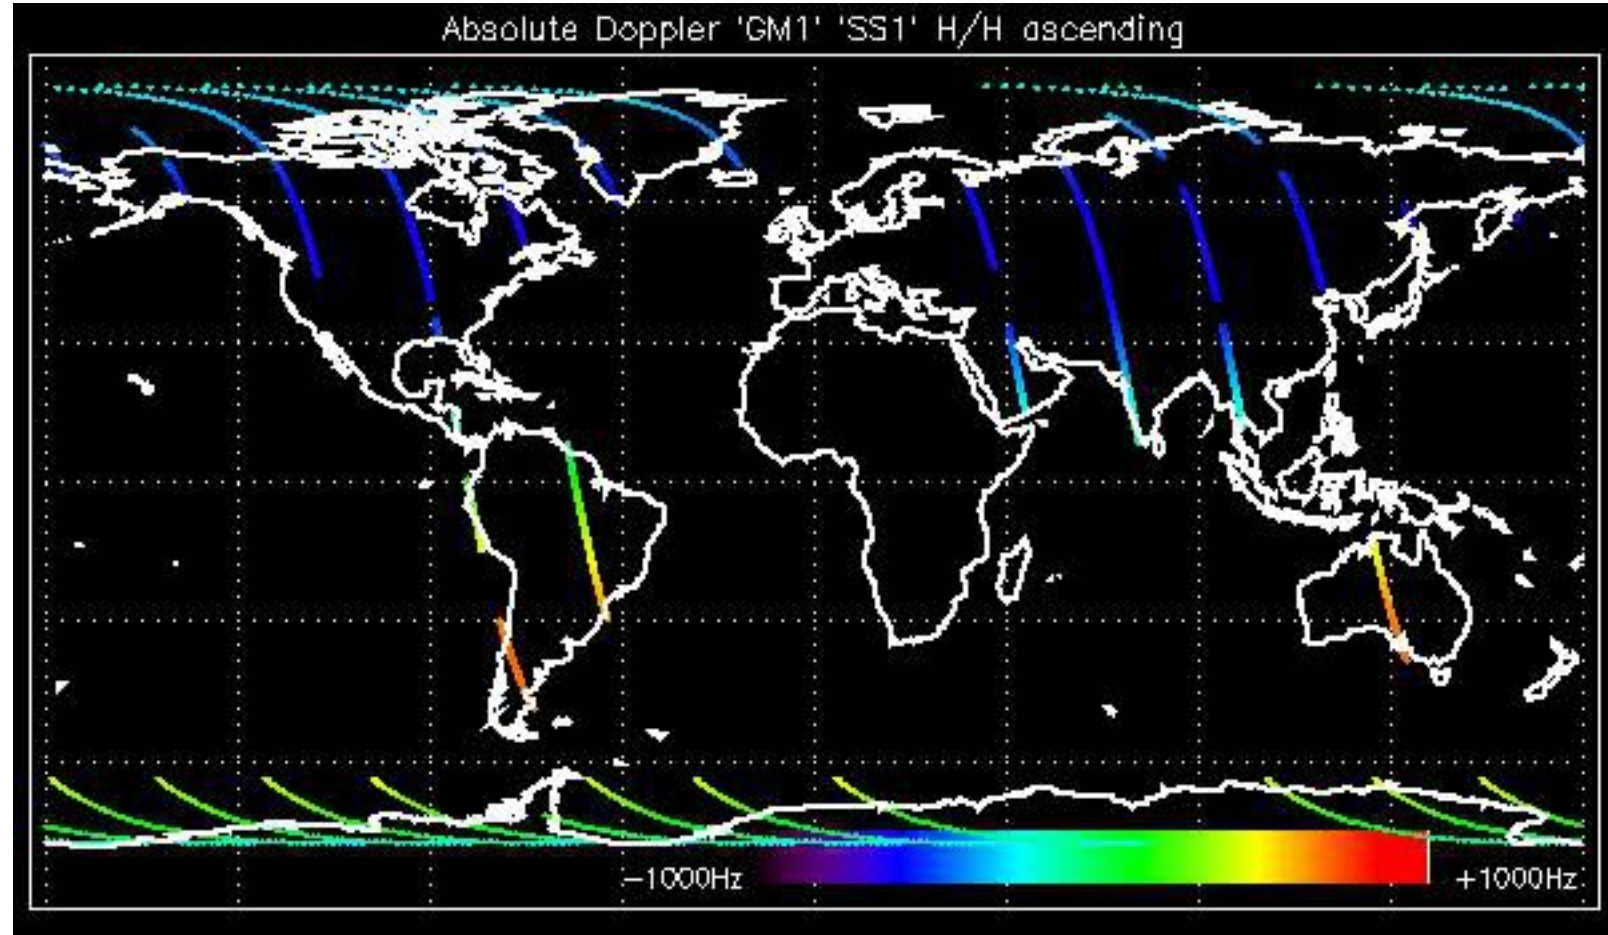 Absolute Doppler 'GM1' 'SS1' H/H ascending
−1000Hz +1000Hz